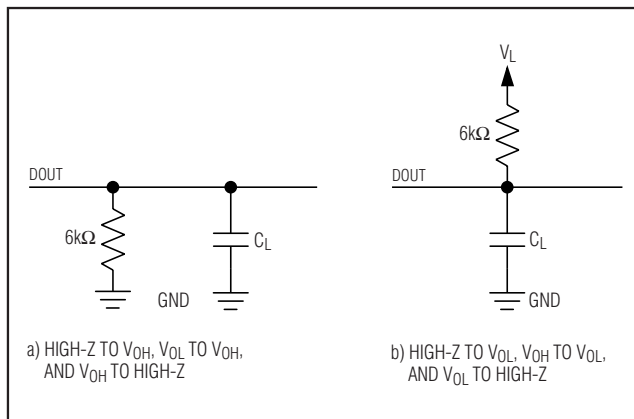 DOUT
6kΩ
C_L
GND
a) HIGH-Z TO V_OH, V_OL TO V_OH,
AND V_OH TO HIGH-Z
V_L
6kΩ
DOUT
C_L
GND
b) HIGH-Z TO V_OL, V_OH TO V_OL,
AND V_OL TO HIGH-Z